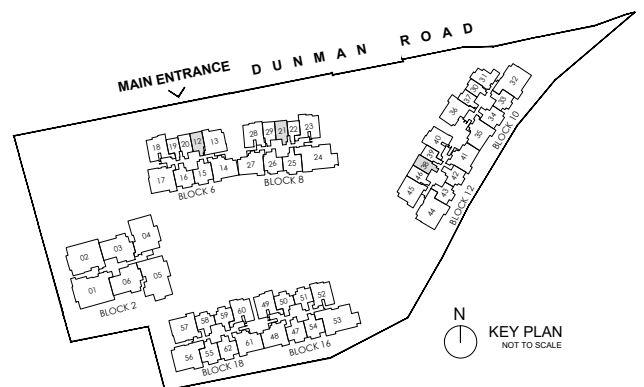 DUNMAN ROAD
MAIN ENTRANCE
18 19 20 12 13
17 16 15 14
BLOCK 6
28 29 21 22 23
27 26 25 24
BLOCK 8
36 37 30 31 32
35 34 33
BLOCK 10
45 46 38 39 40
44 43 42 41
BLOCK 12
02 03 04
01 06 05
BLOCK 2
57 58 59 60
56 55 62 61
BLOCK 18
49 50 51 52
48 47 54 53
BLOCK 16
N
KEY PLAN
NOT TO SCALE